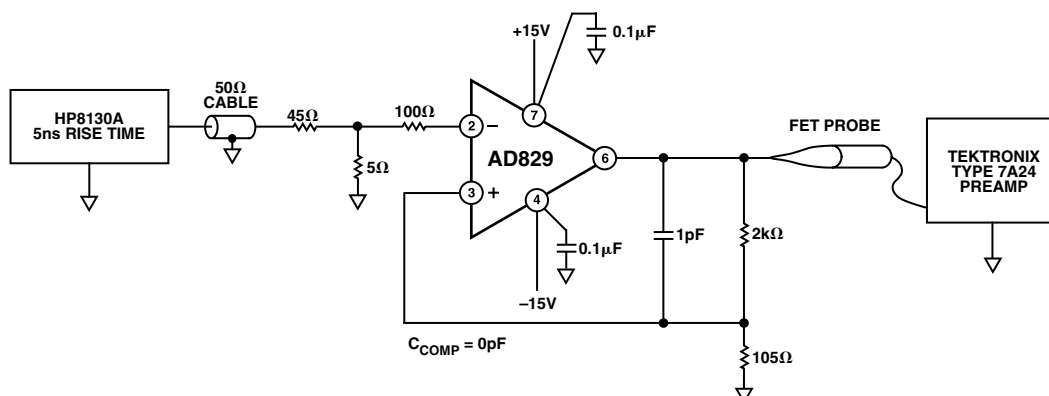 HP8130A
5ns RISE TIME
50Ω
CABLE
45Ω
5Ω
100Ω
2
–
3
+
AD829
7
+15V
0.1μF
4
0.1μF
–15V
6
1pF
2kΩ
105Ω
C COMP = 0pF
FET PROBE
TEKTRONIX
TYPE 7A24
PREAMP